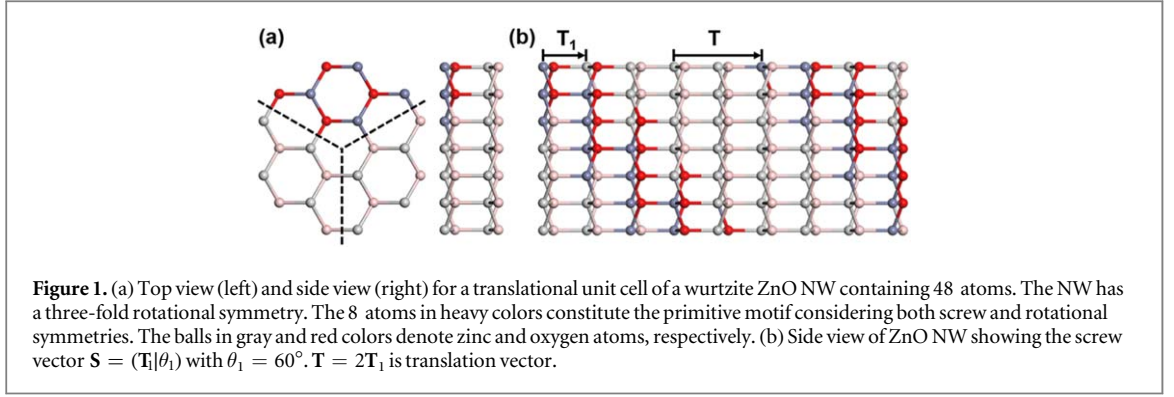 (a)
(b)
T₁
T
Figure 1. (a) Top view (left) and side view (right) for a translational unit cell of a wurtzite ZnO NW containing 48 atoms. The NW has
a three-fold rotational symmetry. The 8 atoms in heavy colors constitute the primitive motif considering both screw and rotational
symmetries. The balls in gray and red colors denote zinc and oxygen atoms, respectively. (b) Side view of ZnO NW showing the screw
vector S = (T₁|θ₁) with θ₁ = 60°. T = 2T₁ is translation vector.